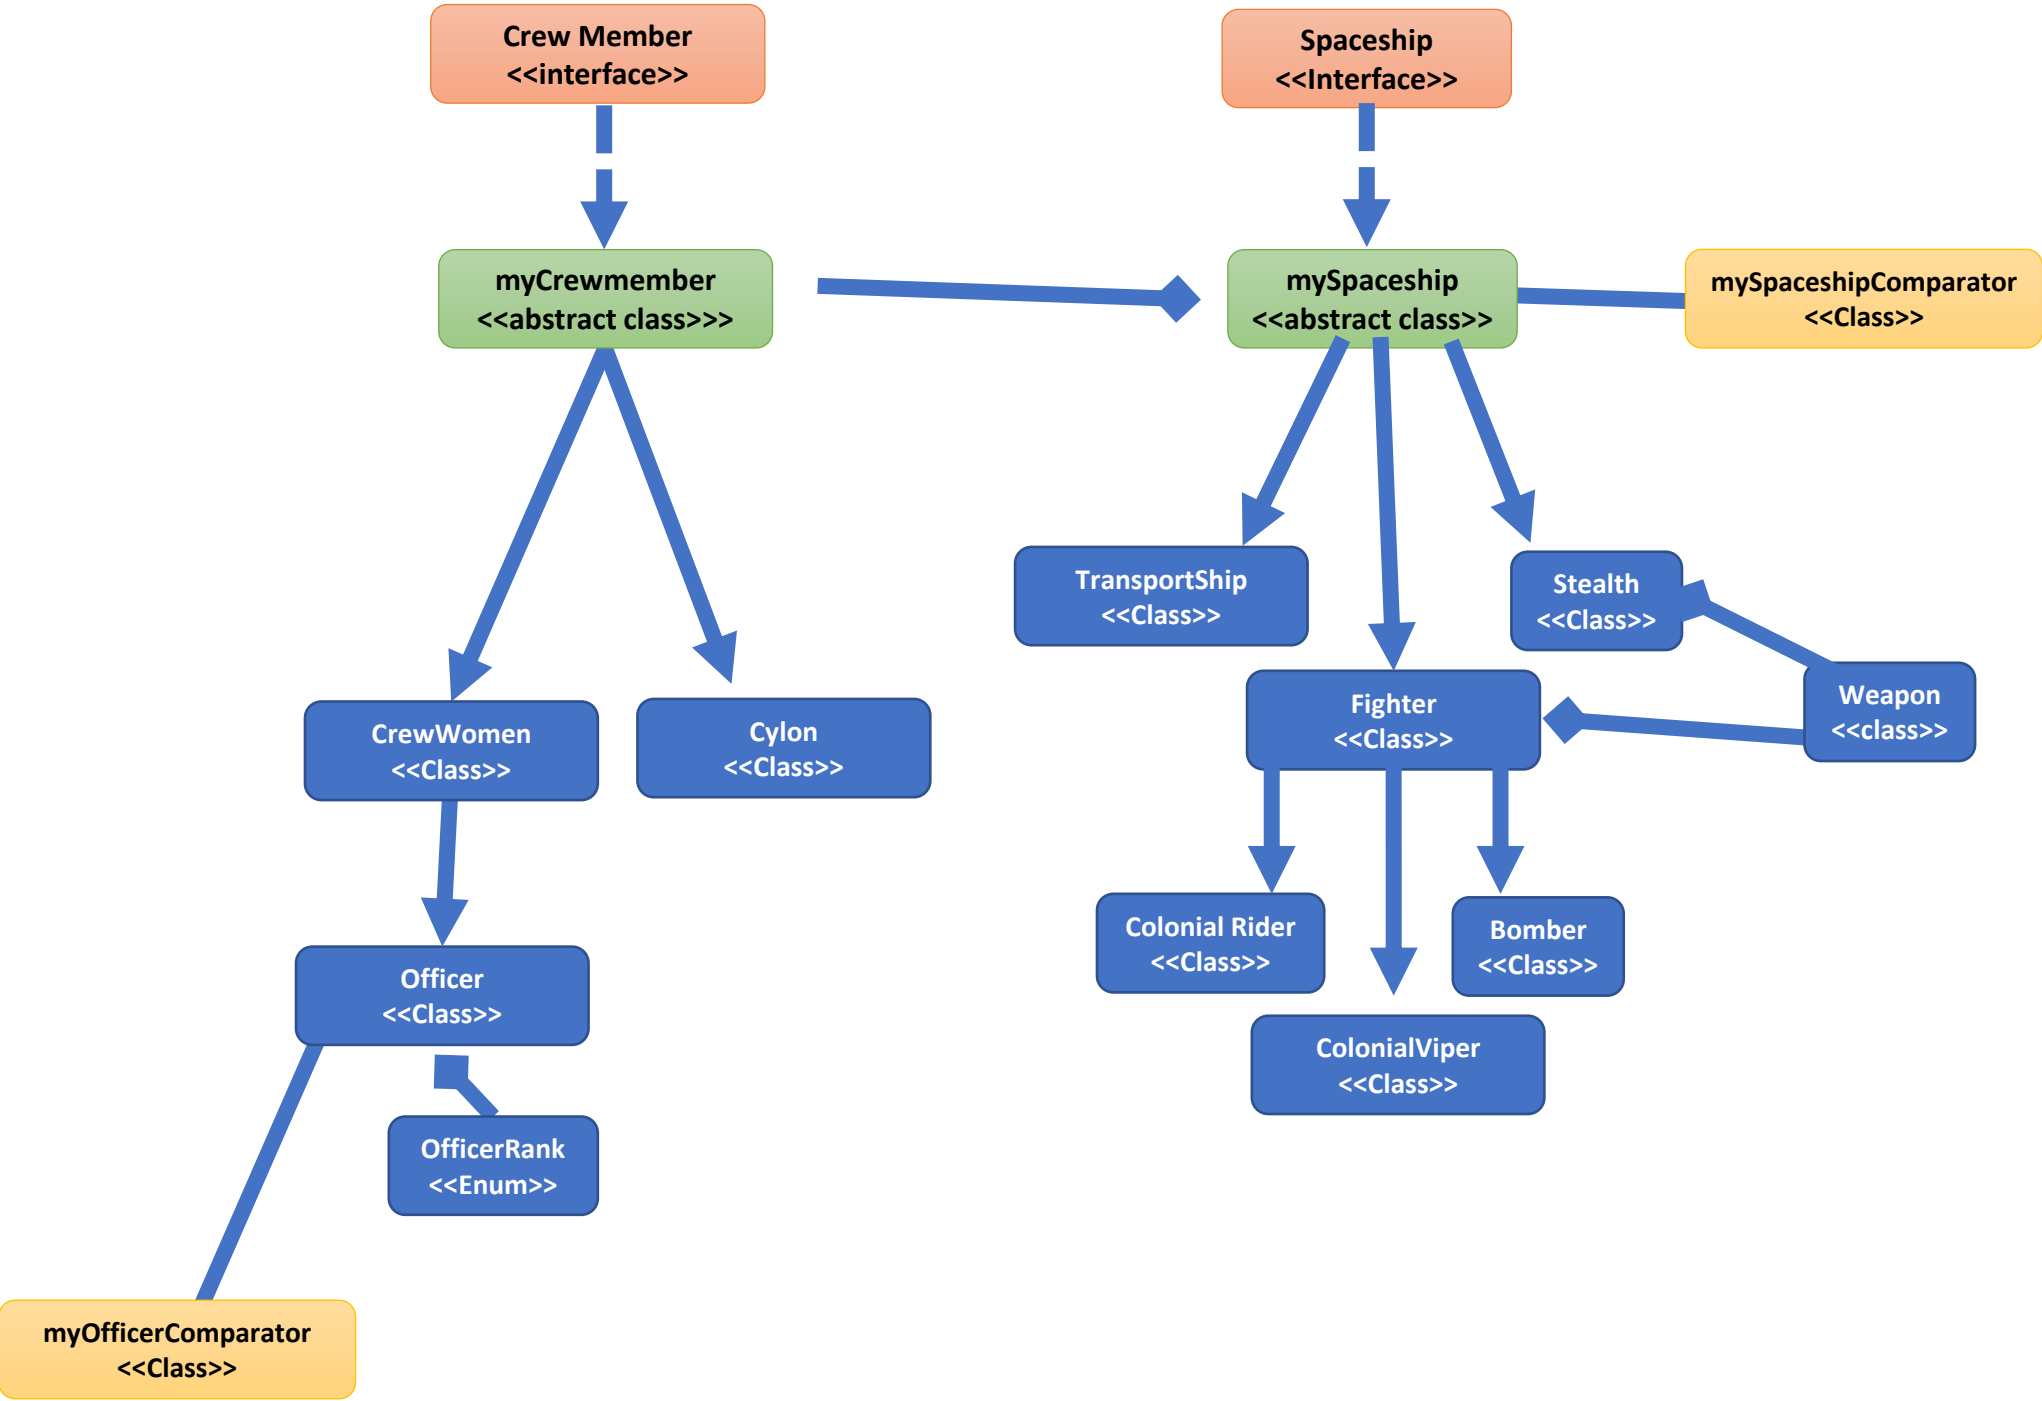 Crew Member
<<interface>>
Spaceship
<<Interface>>
myCrewmember
<<abstract class>>>
mySpaceship
<<abstract class>>
mySpaceshipComparator
<<Class>>
TransportShip
<<Class>>
Stealth
<<Class>>
Fighter
<<Class>>
Weapon
<<class>>
CrewWomen
<<Class>>
Cylon
<<Class>>
Colonial Rider
<<Class>>
Bomber
<<Class>>
Officer
<<Class>>
ColonialViper
<<Class>>
OfficerRank
<<Enum>>
myOfficerComparator
<<Class>>